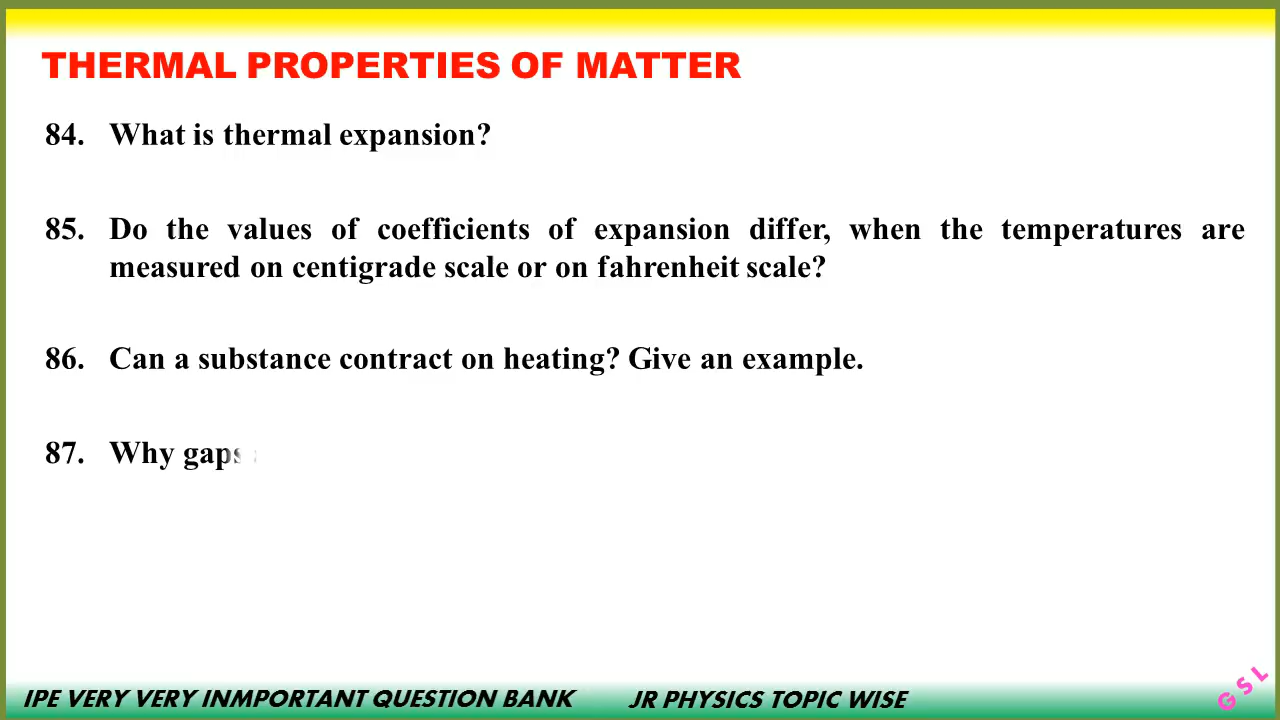 THERMAL PROPERTIES OF MATTER
84. What is thermal expansion?
85. Do the values of coefficients of expansion differ, when the temperatures are
measured on centigrade scale or on fahrenheit scale?
86. Can a substance contract on heating? Give an example.
87. Why gaps
IPE VERY VERY INMPORTANT QUESTION BANK JR PHYSICS TOPIC WISE
GSL